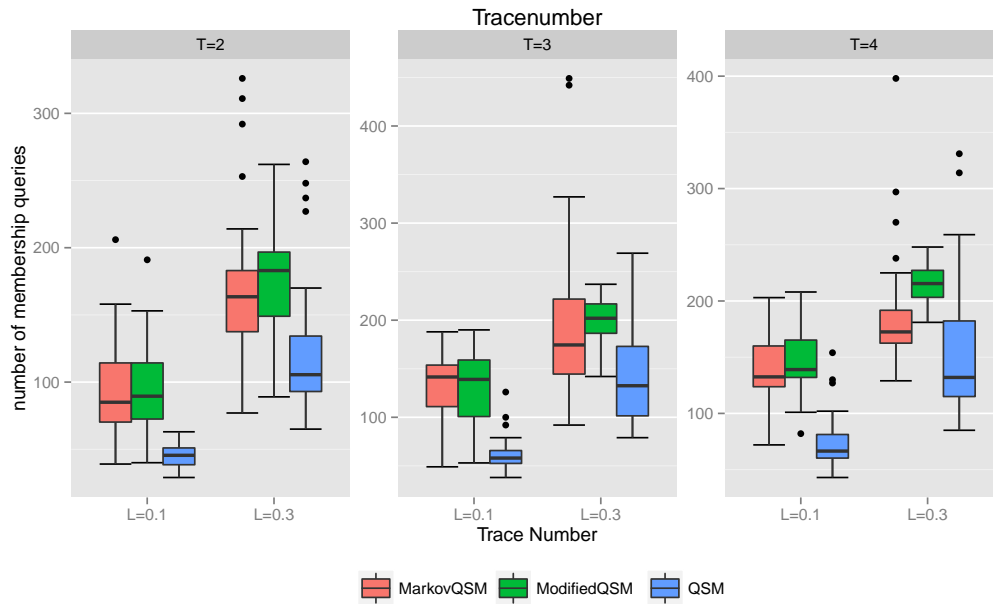 Tracenumber
T=2
T=3
T=4
number of membership queries
300
200
100
400
300
200
100
400
300
200
100
L=0.1
L=0.3
L=0.1
L=0.3
L=0.1
L=0.3
Trace Number
MarkovQSM
ModifiedQSM
QSM